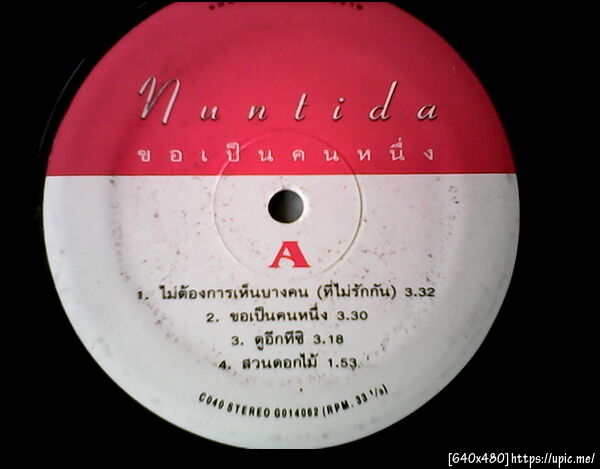 Nuntida
ขอเป็นคนหนึ่ง
A
1. ไม่ต้องการเห็นบางคน (ที่ไม่รักกัน) 3.32
2. ขอเป็นคนหนึ่ง 3.30
3. ดูอีกทีซิ 3.18
4. สวนดอกไม้ 1.53
C040 STEREO G014062 (RPM. 33 1/3)
[640x480]https://upic.me/